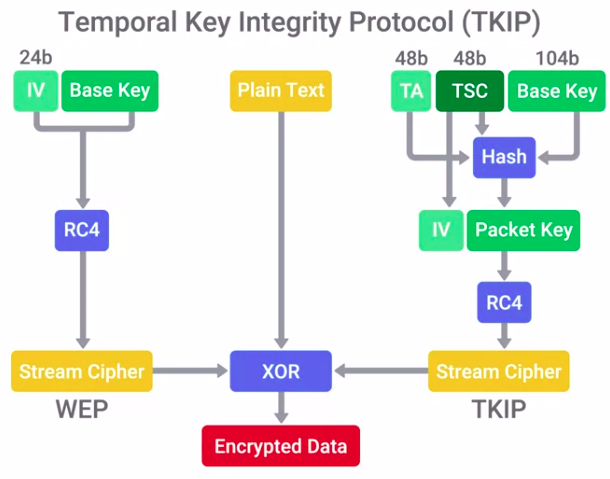 Temporal Key Integrity Protocol (TKIP)
24b
48b 48b 104b
IV Base Key Plain Text TA TSC Base Key
Hash
RC4 IV Packet Key
RC4
Stream Cipher XOR Stream Cipher
WEP TKIP
Encrypted Data